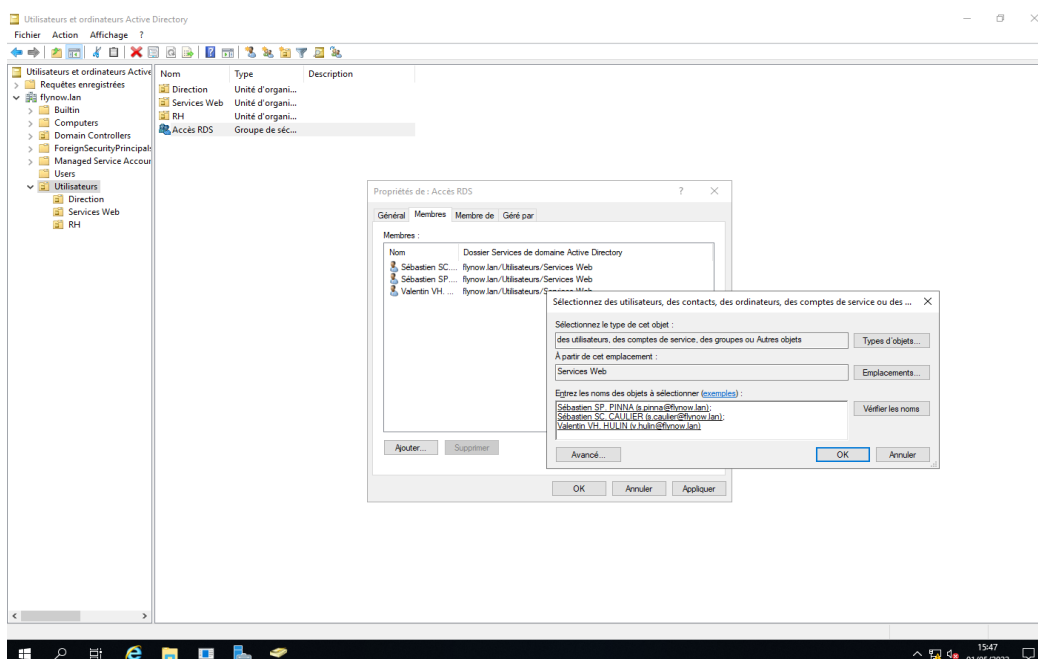 Utilisateurs et ordinateurs Active Directory
Fichier Action Affichage ?
Utilisateurs et ordinateurs Active
Requêtes enregistrées
flynow.lan
Builtin
Computers
Domain Controllers
ForeignSecurityPrincipals
Managed Service Accour
Users
Utilisateurs
Direction
Services Web
RH
Nom Type Description
Direction Unité d'organi...
Services Web Unité d'organi...
RH Unité d'organi...
Accès RDS Groupe de séc...
Propriétés de : Accès RDS ?
Général Membres Membre de Géré par
Membres :
Nom Dossier Services de domaine Active Directory
Sébastien SC.... flynow.lan/Utilisateurs/Services Web
Sébastien SP.... flynow.lan/Utilisateurs/Services Web
Valentin VH. ... flynow.lan/Utilisateurs/Services Web
Ajouter... Supprimer
OK Annuler Appliquer
Sélectionnez des utilisateurs, des contacts, des ordinateurs, des comptes de service ou des ...
Sélectionnez le type de cet objet :
des utilisateurs, des comptes de service, des groupes ou Autres objets Types d'objets...
À partir de cet emplacement :
Services Web Emplacements...
Entrez les noms des objets à sélectionner (exemples) :
Sébastien SP. PINNA (s.pinna@flynow.lan);
Sébastien SC. CAULIER (s.caulier@flynow.lan);
Valentin VH. HULIN (v.hulin@flynow.lan)
Vérifier les noms
Avancé... OK Annuler
15:47